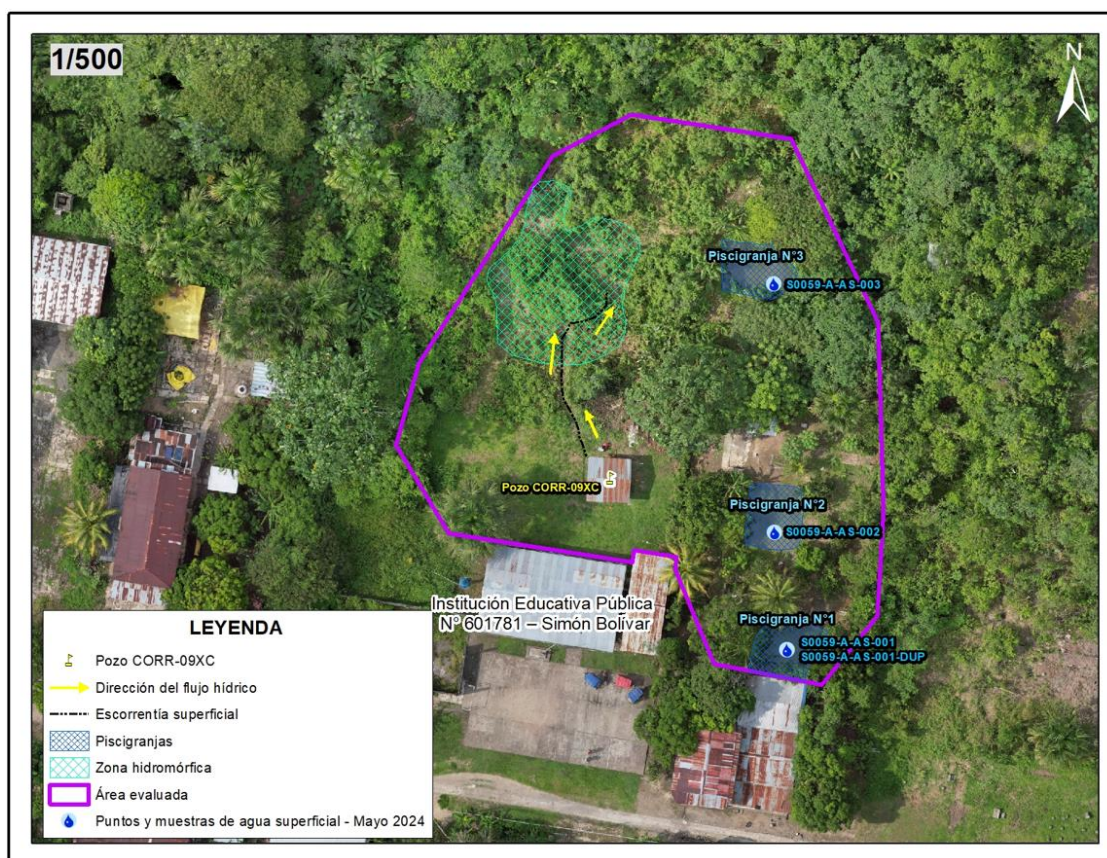 1/500
N
Piscigranja N°3
S0059-A-AS-003
Pozo CORR-09XC
Piscigranja N°2
S0059-A-AS-002
Institución Educativa Pública
N° 601781 – Simón Bolívar
Piscigranja N°1
S0059-A-AS-001
S0059-A-AS-001-DUP
LEYENDA
Pozo CORR-09XC
Dirección del flujo hídrico
Escorrentía superficial
Piscigranjas
Zona hidromórfica
Área evaluada
Puntos y muestras de agua superficial - Mayo 2024